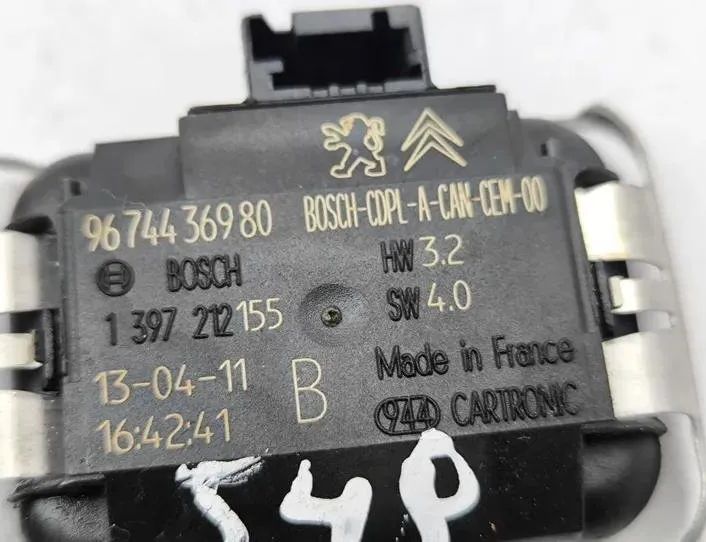 9674436980 BOSCH-CDPL-A-CAN-CEM-00
BOSCH HW 3.2
1 397 212 155 SW 4.0
13-04-11 B Made in France
16:42:41 944 CARTRONIC